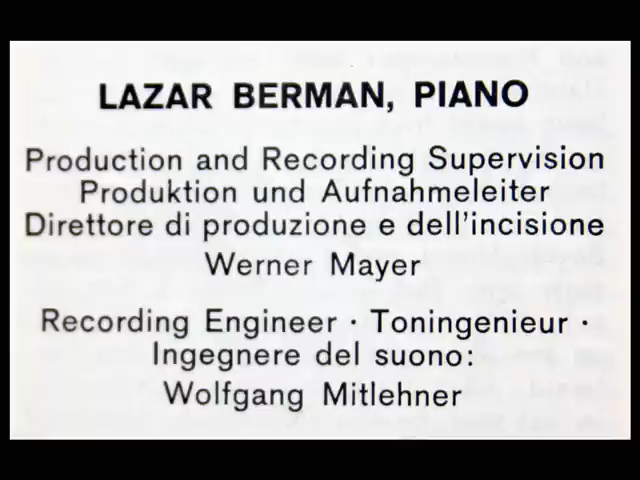 LAZAR BERMAN, PIANO
Production and Recording Supervision
Produktion und Aufnahmeleiter
Direttore di produzione e dell'incisione
Werner Mayer
Recording Engineer · Toningenieur ·
Ingegnere del suono:
Wolfgang Mitlehner